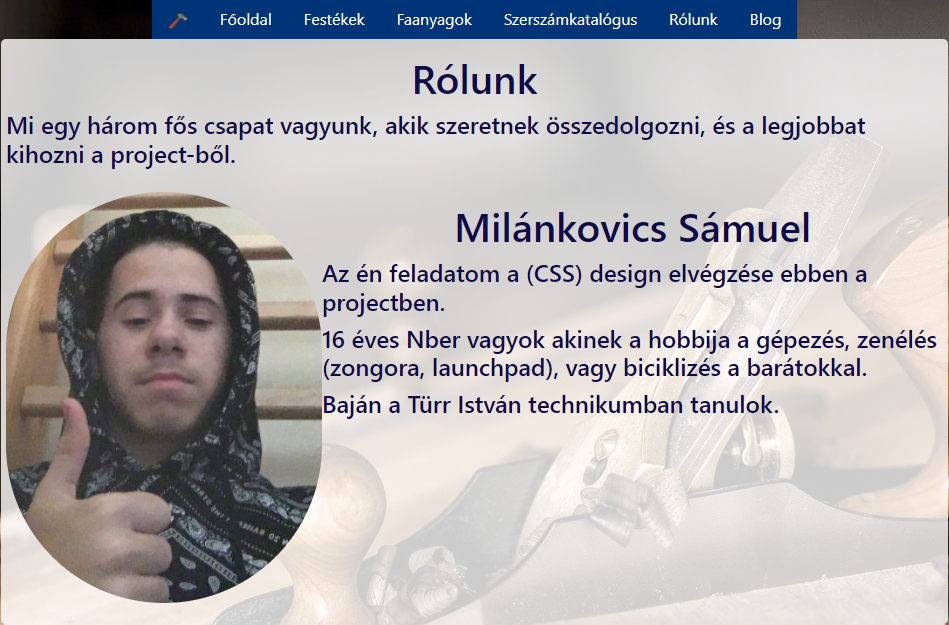 Főoldal Festékek Faanyagok Szerszámkatalógus Rólunk Blog
Rólunk
Mi egy három fős csapat vagyunk, akik szeretnek összedolgozni, és a legjobbat
kihozni a project-ből.
Milánkovics Sámuel
Az én feladatom a (CSS) design elvégzése ebben a
projectben.
16 éves Nber vagyok akinek a hobbija a gépezés, zenélés
(zongora, launchpad), vagy biciklizés a barátokkal.
Baján a Türr István technikumban tanulok.